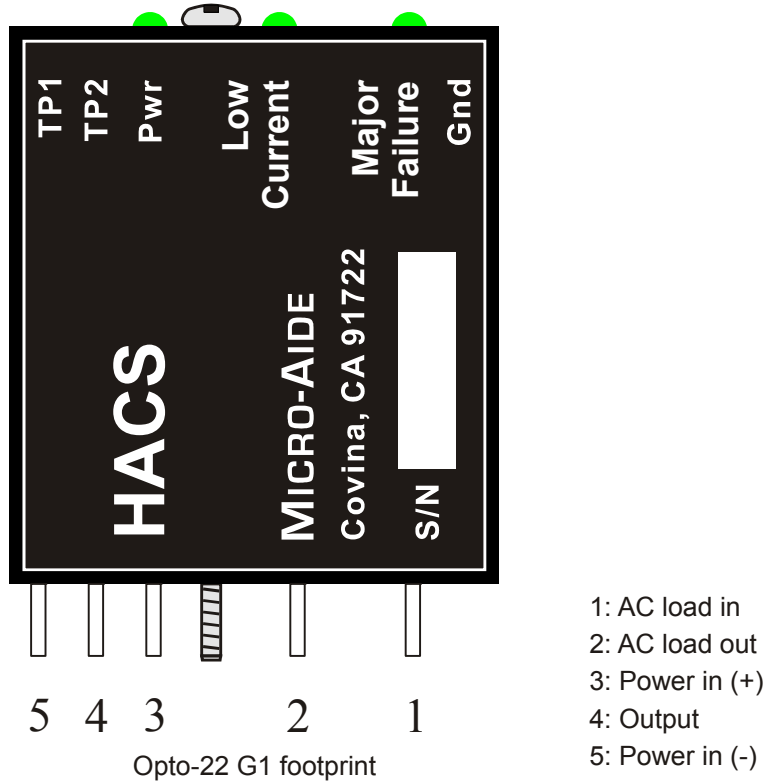 TP1
TP2
Pwr
Low
Current
Major
Failure
Gnd
HACS
MICRO-AIDE
Covina, CA 91722
S/N
5 4 3 2 1
Opto-22 G1 footprint
1: AC load in
2: AC load out
3: Power in (+)
4: Output
5: Power in (-)